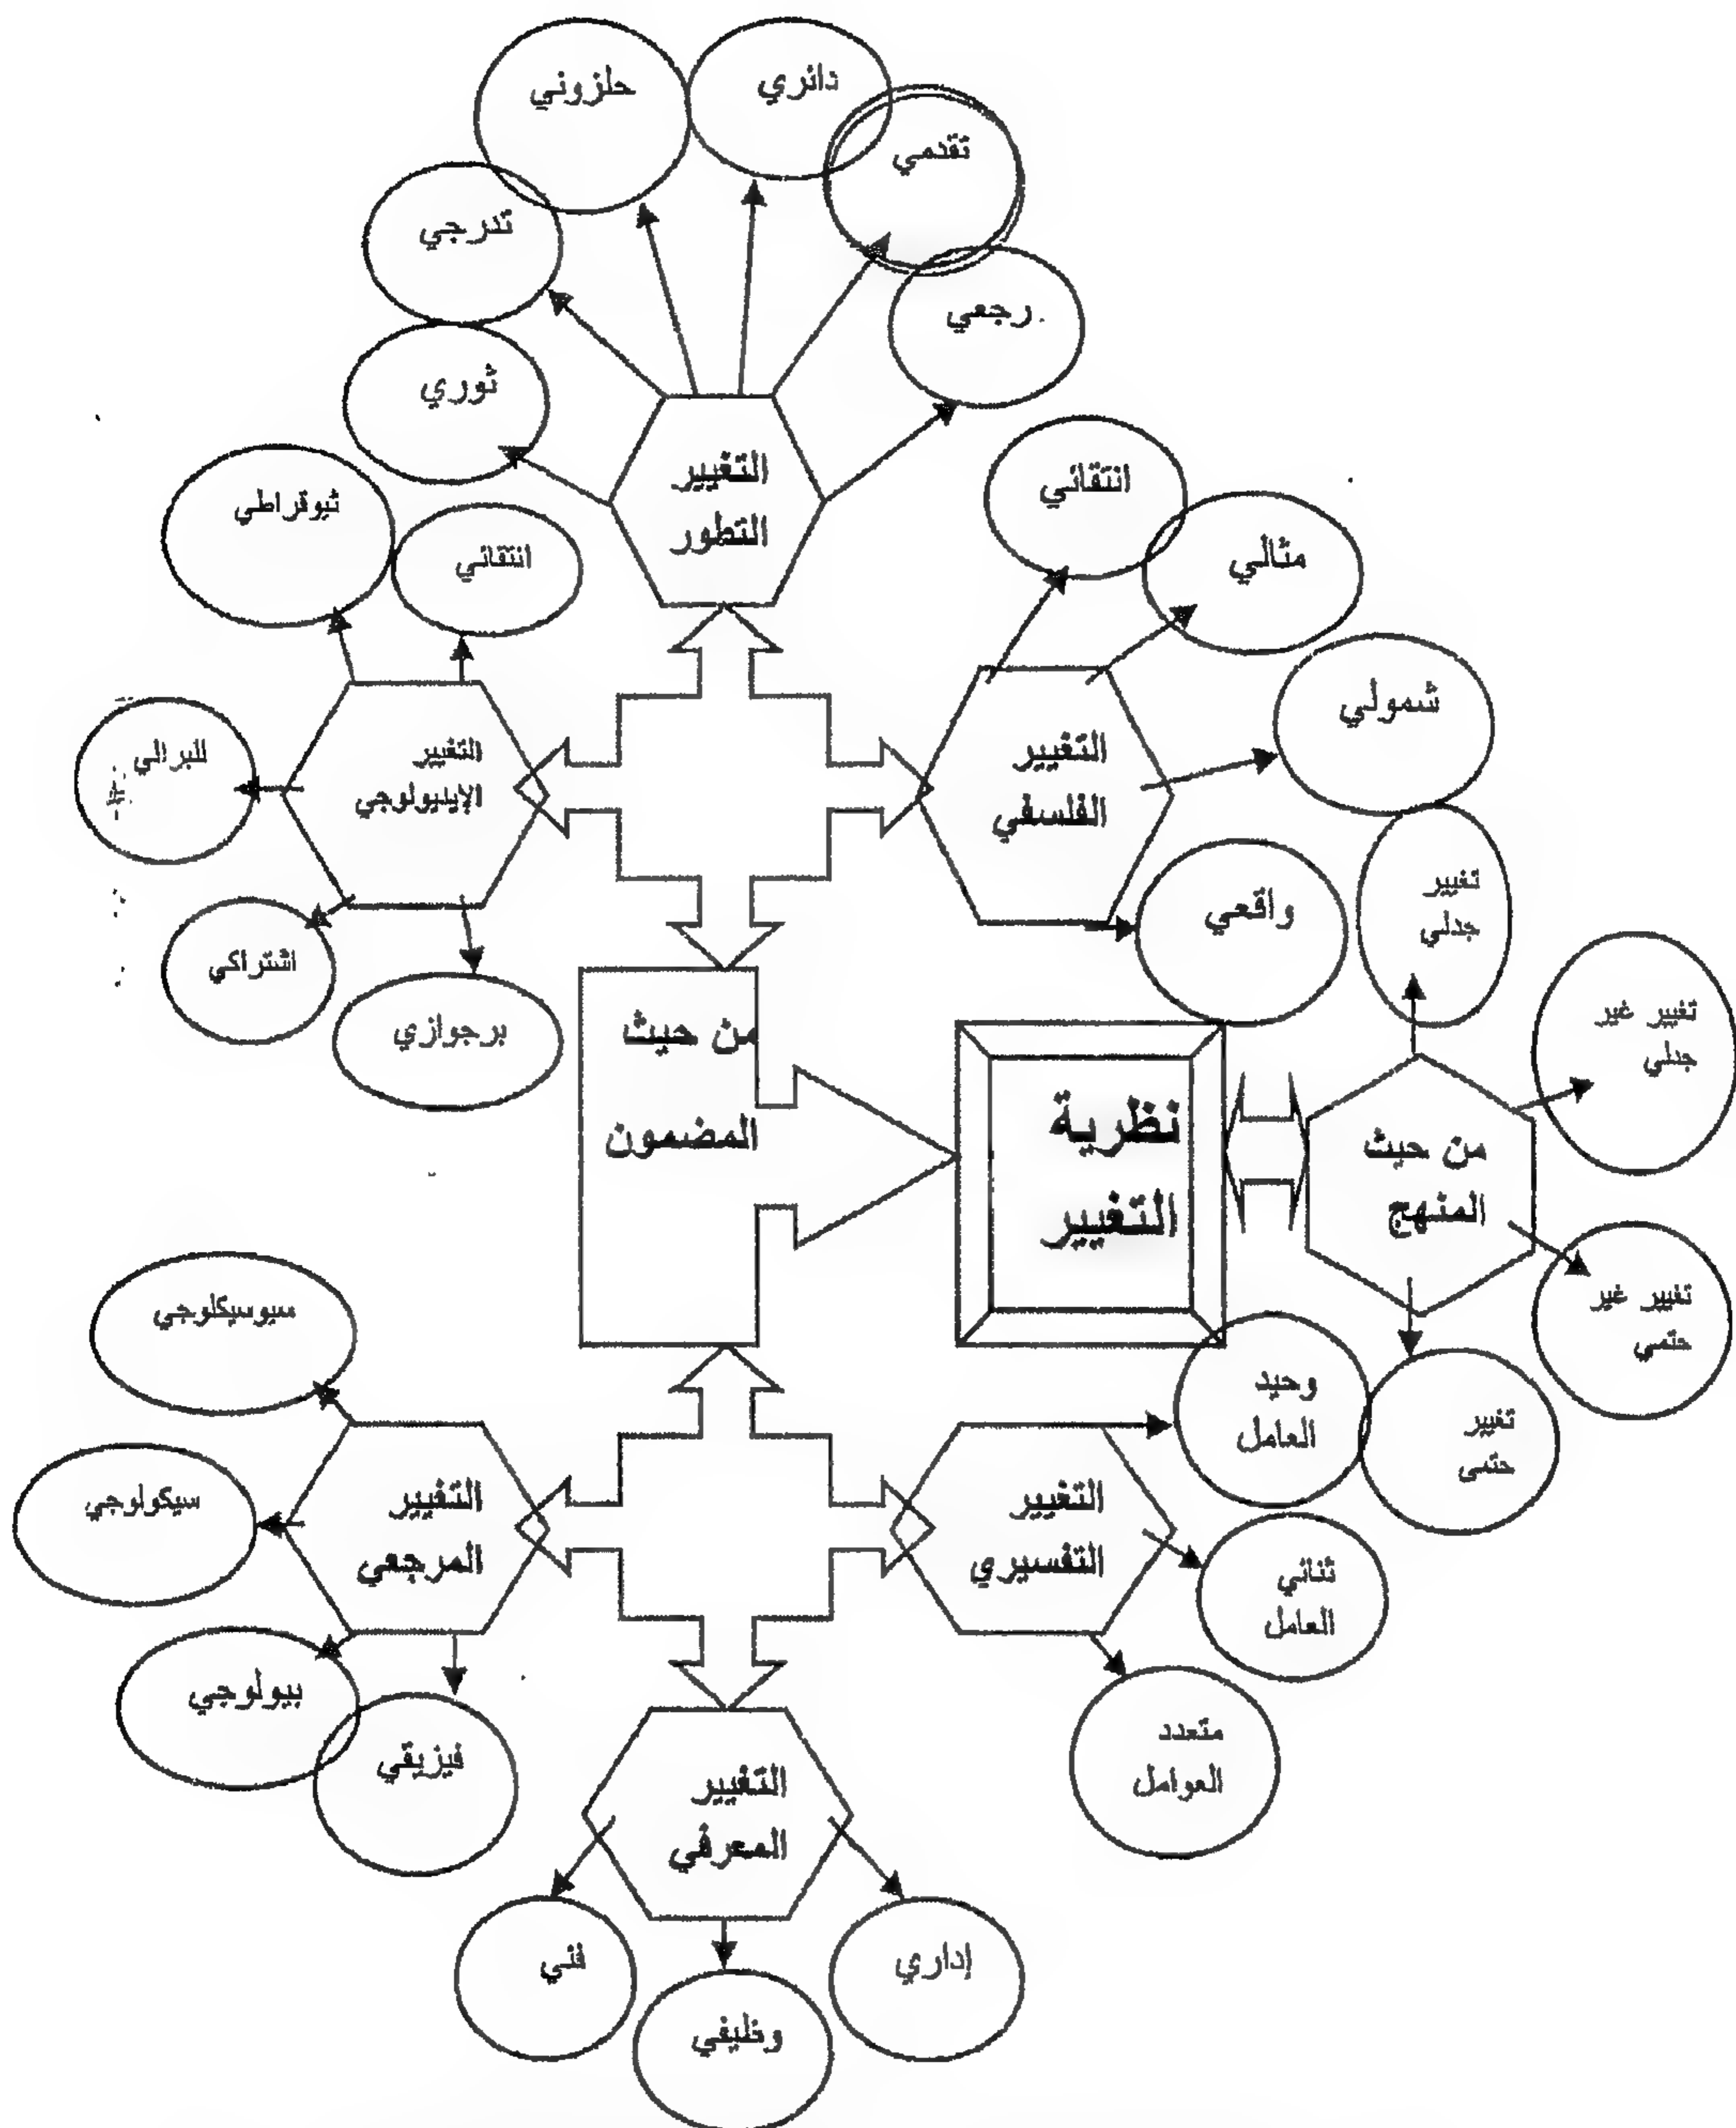 حلزوني
دائري
تقدمي
تدرجي
رجعي
ثوري
التغيير
التطور
ثيوقراطي
انتقائي
انتقائي
مثالي
شمولي
التغيير
الفلسفي
واقعي
التغيير
الإيديولوجي
للبرالي
اشتراكي
برجوازي
تغيير
جدلي
تغيير غير
جدلي
من حيث
المضمون
نظرية
التغيير
من حيث
المنهج
تغيير غير
حتمي
تغيير
حتمى
وحيد
العامل
التغيير
التفسيري
ثنائي
العامل
متعدد
العوامل
سيوسيكلوجي
التغيير
المرجعي
سيكولوجي
بيولوجي
فيزيقي
التغيير
المعرفي
فني
وظيفي
إداري